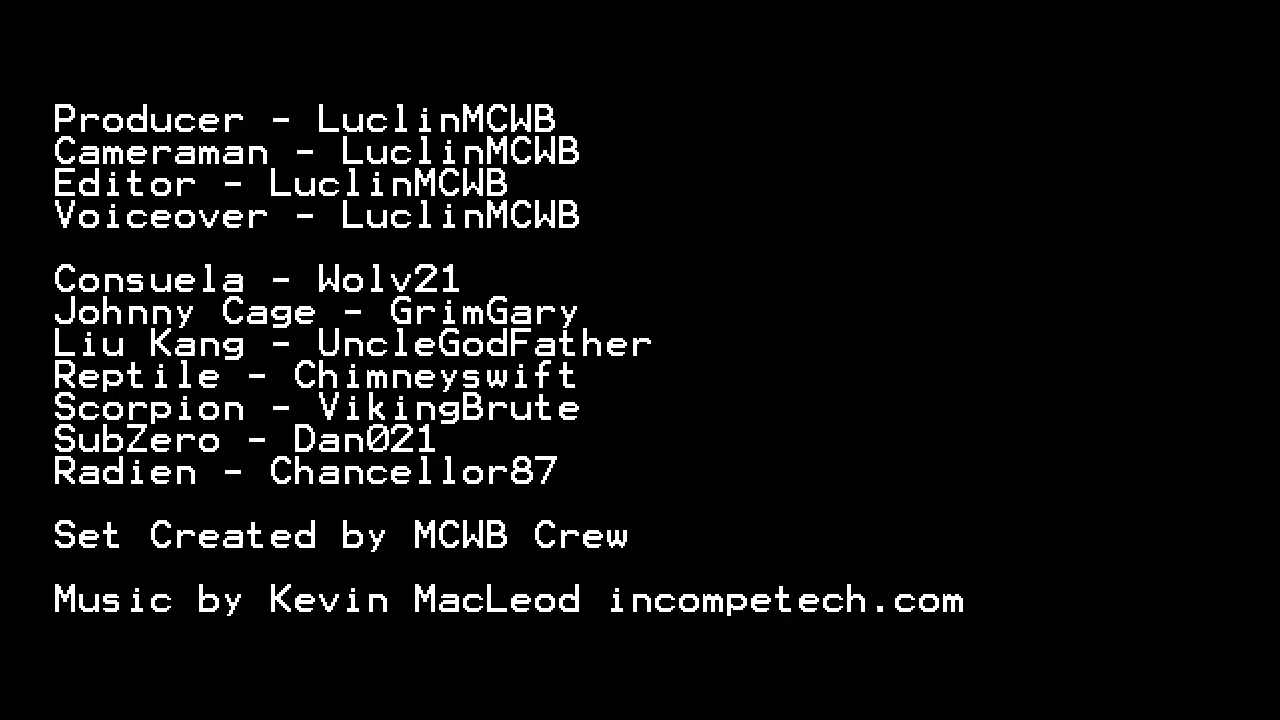 Producer - LuclinMCWB
Cameraman - LuclinMCWB
Editor - LuclinMCWB
Voiceover - LuclinMCWB
Consuela - Wolv21
Johnny Cage - GrimGary
Liu Kang - UncleGodFather
Reptile - Chimneyswift
Scorpion - VikingBrute
SubZero - Dan021
Radien - Chancellor87
Set Created by MCWB Crew
Music by Kevin MacLeod incompetech.com